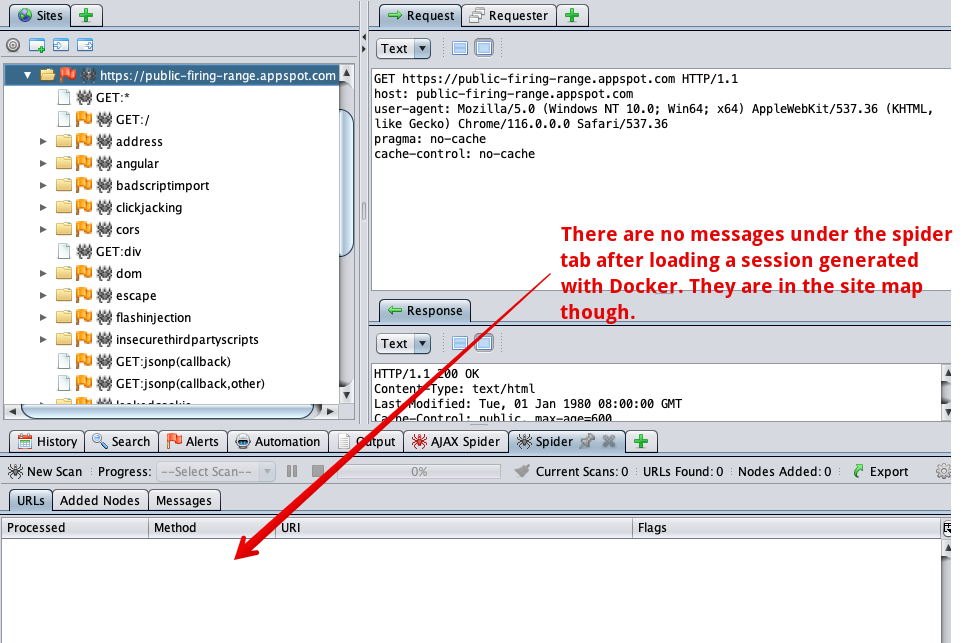 Sites
Request
Requester
Text
https://public-firing-range.appspot.com
GET:*
GET:/
address
angular
badscriptimport
clickjacking
cors
GET:div
dom
escape
flashinjection
insecurethirdpartyscripts
GET:jsonp(callback)
GET:jsonp(callback,other)
GET https://public-firing-range.appspot.com HTTP/1.1
host: public-firing-range.appspot.com
user-agent: Mozilla/5.0 (Windows NT 10.0; Win64; x64) AppleWebKit/537.36 (KHTML,
like Gecko) Chrome/116.0.0.0 Safari/537.36
pragma: no-cache
cache-control: no-cache
There are no messages under the spider
tab after loading a session generated
with Docker. They are in the site map
though.
Response
Text
HTTP/1.1 200 OK
Content-Type: text/html
Last-Modified: Tue, 01 Jan 1980 08:00:00 GMT
Cache-Control: public, max-age=600
History
Search
Alerts
Automation
Output
AJAX Spider
Spider
New Scan
Progress:
--Select Scan--
0%
Current Scans: 0
URLs Found: 0
Nodes Added: 0
Export
URLs
Added Nodes
Messages
Processed
Method
URI
Flags